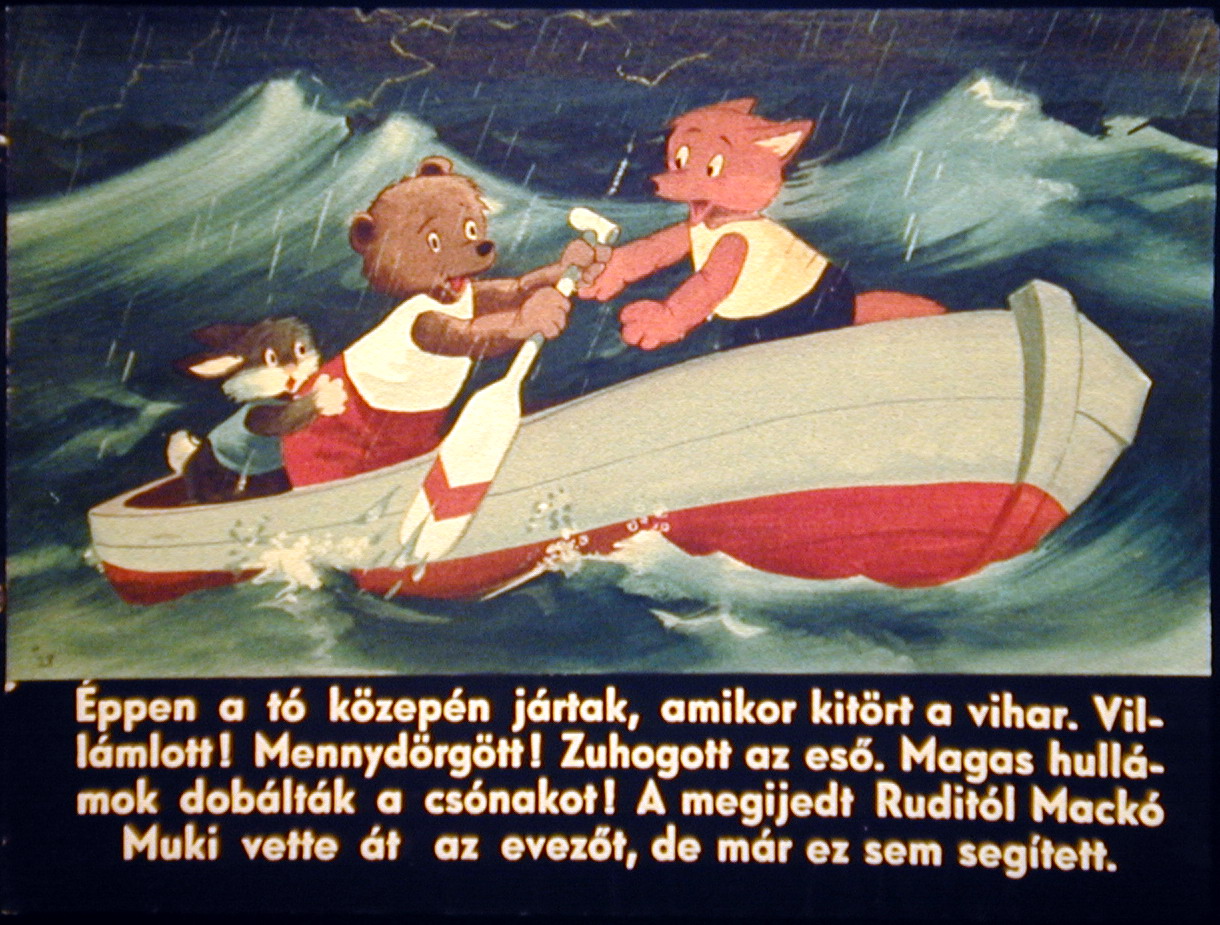 Éppen a tó közepén jártak, amikor kitört a vihar. Vil-
lámlott! Mennydörgött! Zuhogott az eső. Magas hullá-
mok dobálták a csónakot! A megijedt Ruditól Mackó
Muki vette át az evezőt, de már ez sem segített.